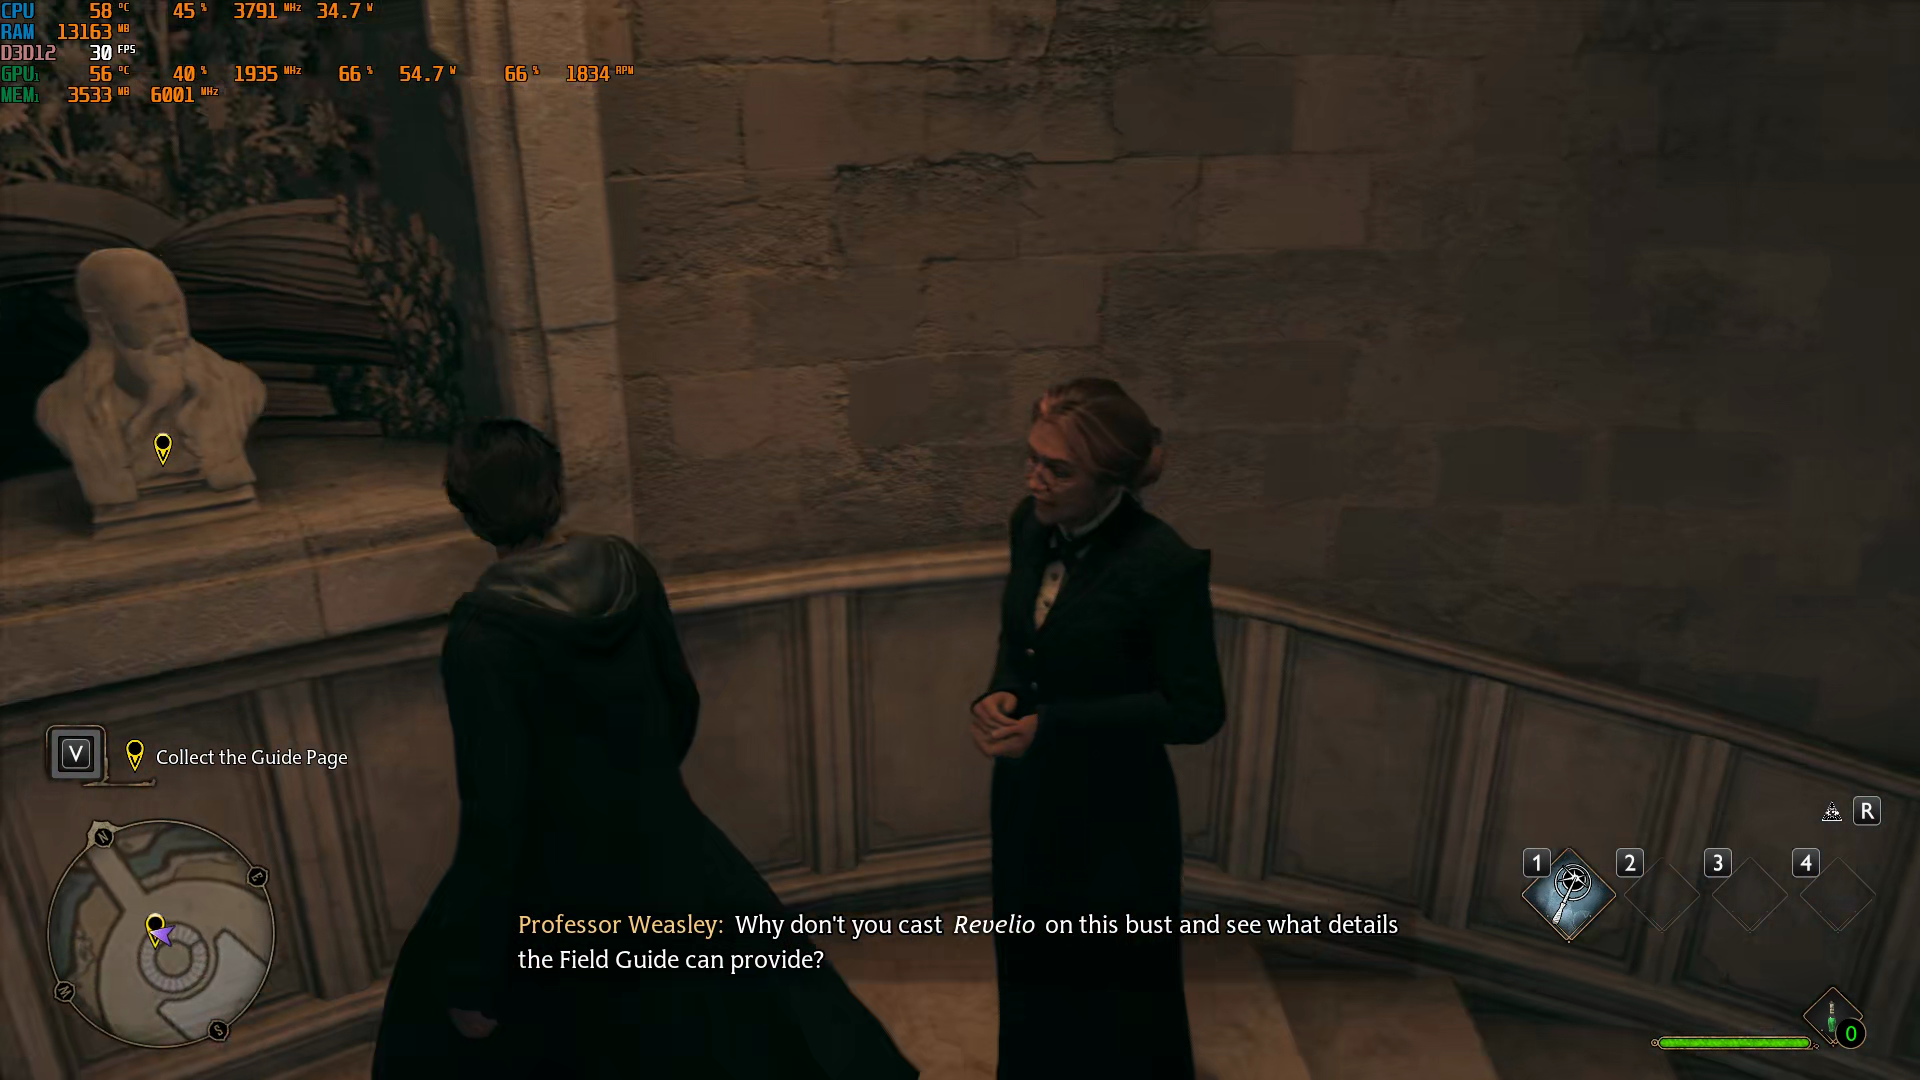 CPU 58 °C 45 % 3791 MHz 34.7 W
RAM 13163 MB
D3D12 30 FPS
GPU1 56 °C 40 % 1935 MHz 66 % 54.7 W 66 % 1834 RPM
MEM1 3533 MB 6001 MHz
V Collect the Guide Page
N
E
W
S
R
1 2 3 4
Professor Weasley: Why don't you cast Revelio on this bust and see what details
the Field Guide can provide?
0